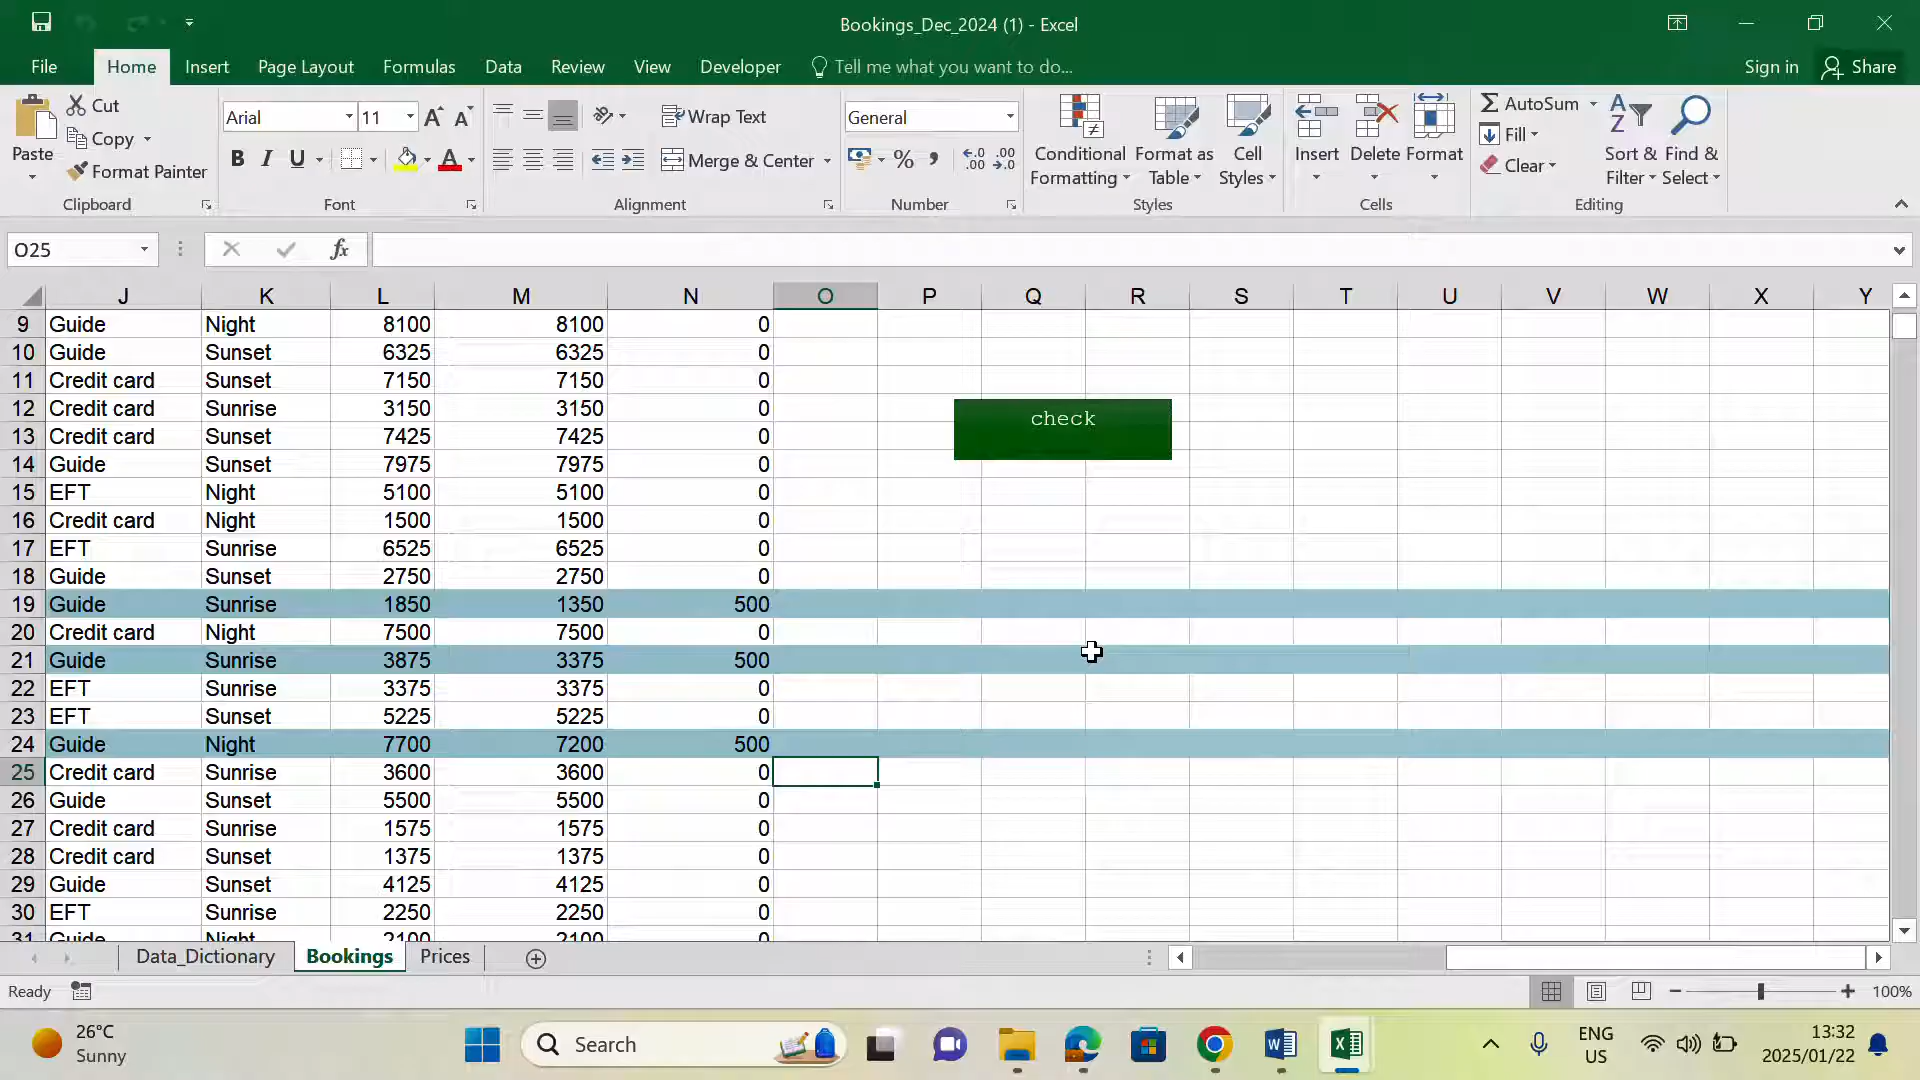 Bookings_Dec_2024 (1) - Excel
File Home Insert Page Layout Formulas Data Review View Developer Tell me what you want to do... Sign in Share
Paste Cut Copy Format Painter Clipboard
Arial 11 A A B I U A Font
Wrap Text Merge & Center Alignment
General % , Number
Conditional Formatting Format as Table Cell Styles Styles
Insert Delete Format Cells
AutoSum Fill Clear Sort & Filter Find & Select Editing
O25 fx
J K L M N O P Q R S T U V W X Y
9 Guide Night 8100 8100 0
10 Guide Sunset 6325 6325 0
11 Credit card Sunset 7150 7150 0
12 Credit card Sunrise 3150 3150 0
check
13 Credit card Sunset 7425 7425 0
14 Guide Sunset 7975 7975 0
15 EFT Night 5100 5100 0
16 Credit card Night 1500 1500 0
17 EFT Sunrise 6525 6525 0
18 Guide Sunset 2750 2750 0
19 Guide Sunrise 1850 1350 500
20 Credit card Night 7500 7500 0
21 Guide Sunrise 3875 3375 500
22 EFT Sunrise 3375 3375 0
23 EFT Sunset 5225 5225 0
24 Guide Night 7700 7200 500
25 Credit card Sunrise 3600 3600 0
26 Guide Sunset 5500 5500 0
27 Credit card Sunrise 1575 1575 0
28 Credit card Sunset 1375 1375 0
29 Guide Sunset 4125 4125 0
30 EFT Sunrise 2250 2250 0
31 Guide Night 2100 2100 0
Data_Dictionary Bookings Prices
Ready 100%
26°C
Sunny
Search
ENG
US
13:32
2025/01/22